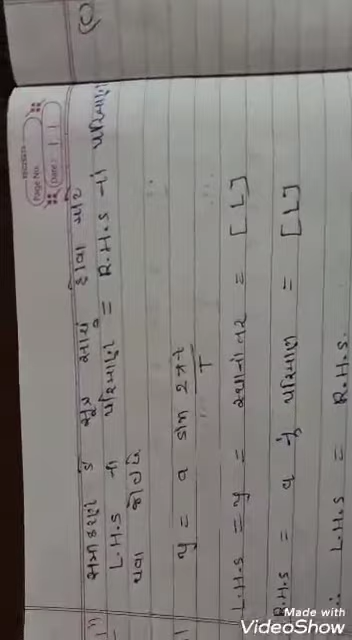 Page No.
Date:
સમીકરણ કે સૂત્ર સાચું હોવા માટે
L.H.S ના પરિમાણ = R.H.S ના પરિમાણ
થવા જોઈએ
y = a sin 2πt
T
L.H.S = y = સ્થાનાંતર = [L]
R.H.S = a નું પરિમાણ = [L]
∴ L.H.S = R.H.S.
Made with
VideoShow